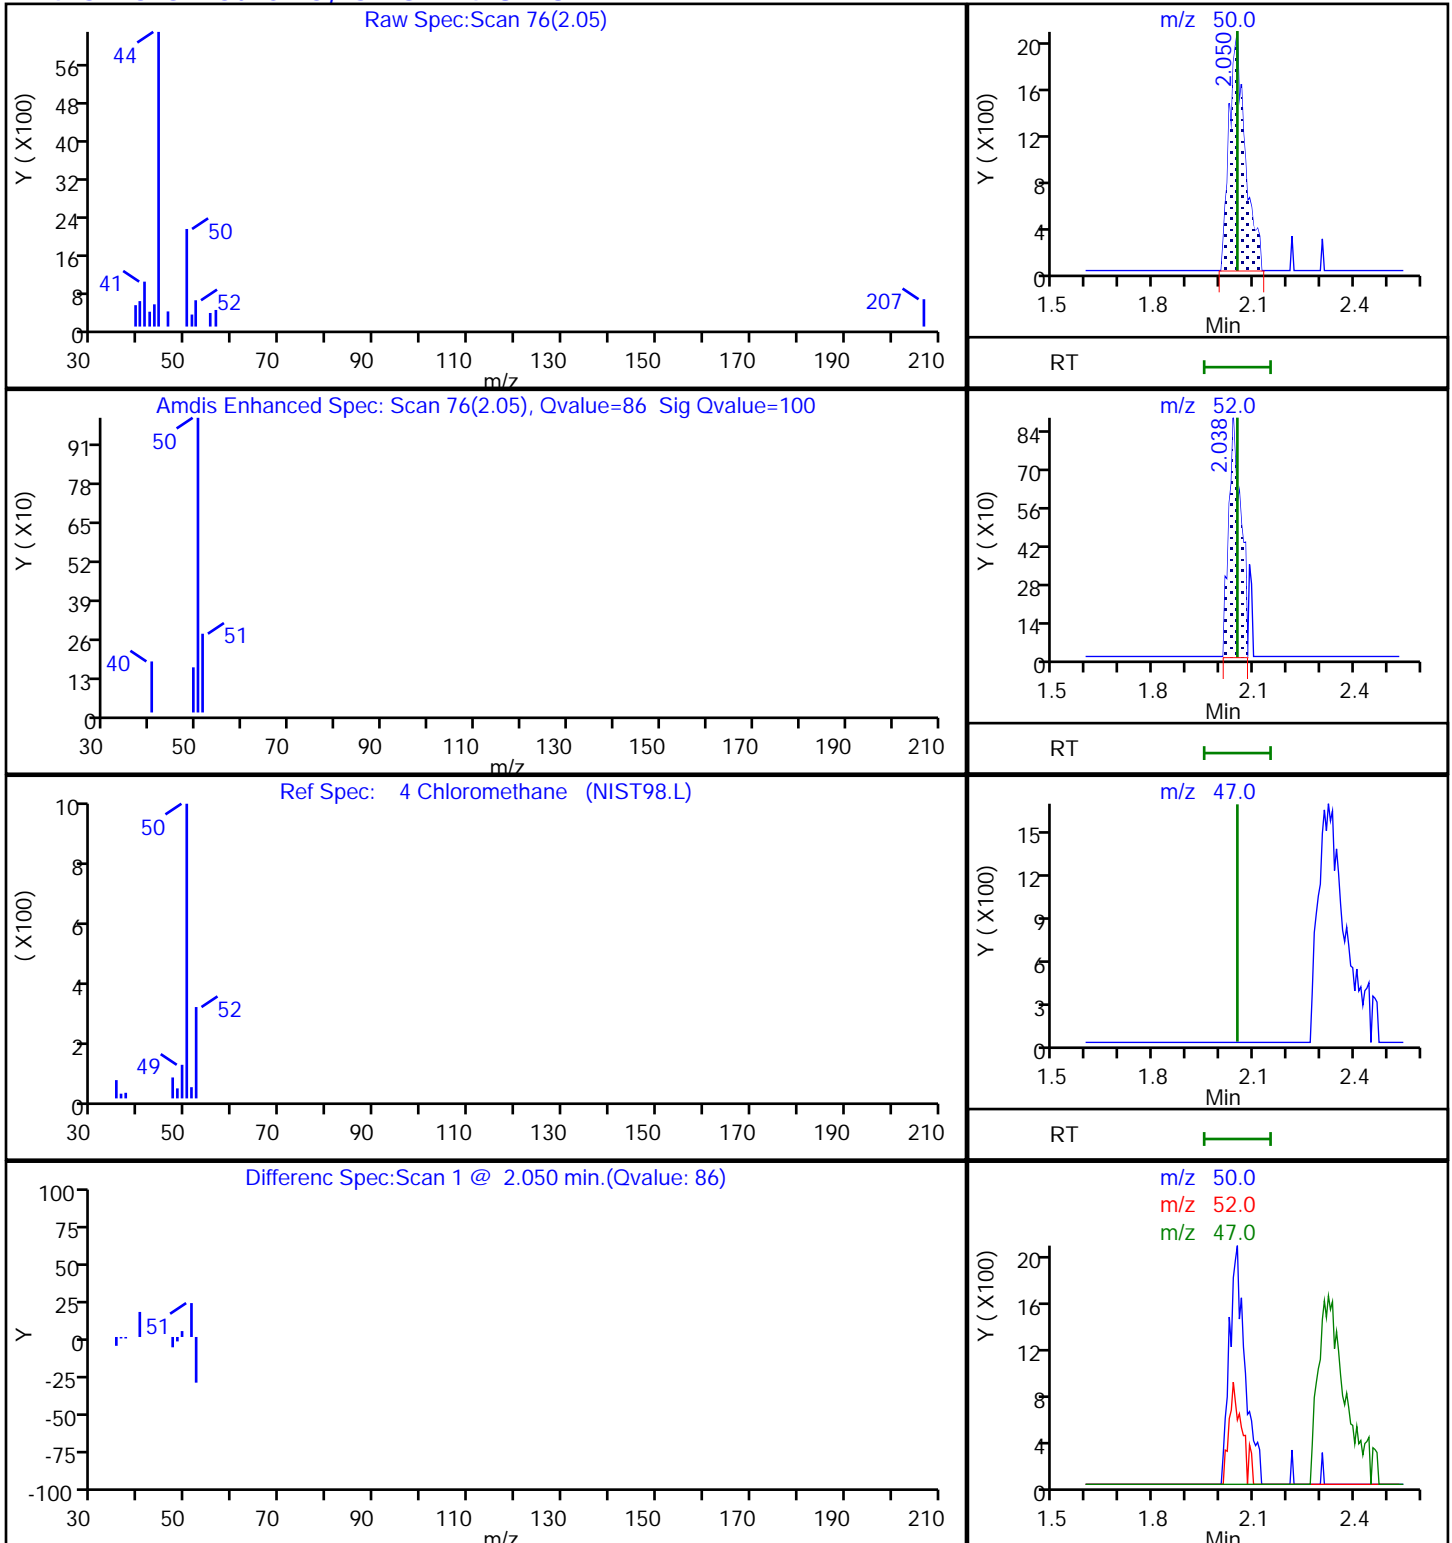 Raw Spec:Scan 76(2.05)
Y ( X100)
56
48
40
32
24
16
8
0
44
41
50
52
207
30 50 70 90 110 130 150 170 190 210
m/z
m/z 50.0
Y ( X100)
20
16
12
8
4
0
2.050
1.5 1.8 2.1 2.4
Min
RT
Amdis Enhanced Spec: Scan 76(2.05), Qvalue=86 Sig Qvalue=100
Y ( X10)
91
78
65
52
39
26
13
0
50
51
40
30 50 70 90 110 130 150 170 190 210
m/z
m/z 52.0
Y ( X10)
84
70
56
42
28
14
0
2.038
1.5 1.8 2.1 2.4
Min
RT
Ref Spec: 4 Chloromethane (NIST98.L)
( X100)
10
8
6
4
2
0
50
52
49
30 50 70 90 110 130 150 170 190 210
m/z 47.0
Y ( X100)
15
12
9
6
3
0
1.5 1.8 2.1 2.4
Min
RT
Differenc Spec:Scan 1 @ 2.050 min.(Qvalue: 86)
Y
100
75
50
25
0
-25
-50
-75
-100
51
30 50 70 90 110 130 150 170 190 210
m/z
m/z 50.0
m/z 52.0
m/z 47.0
Y ( X100)
20
16
12
8
4
0
1.5 1.8 2.1 2.4
Min